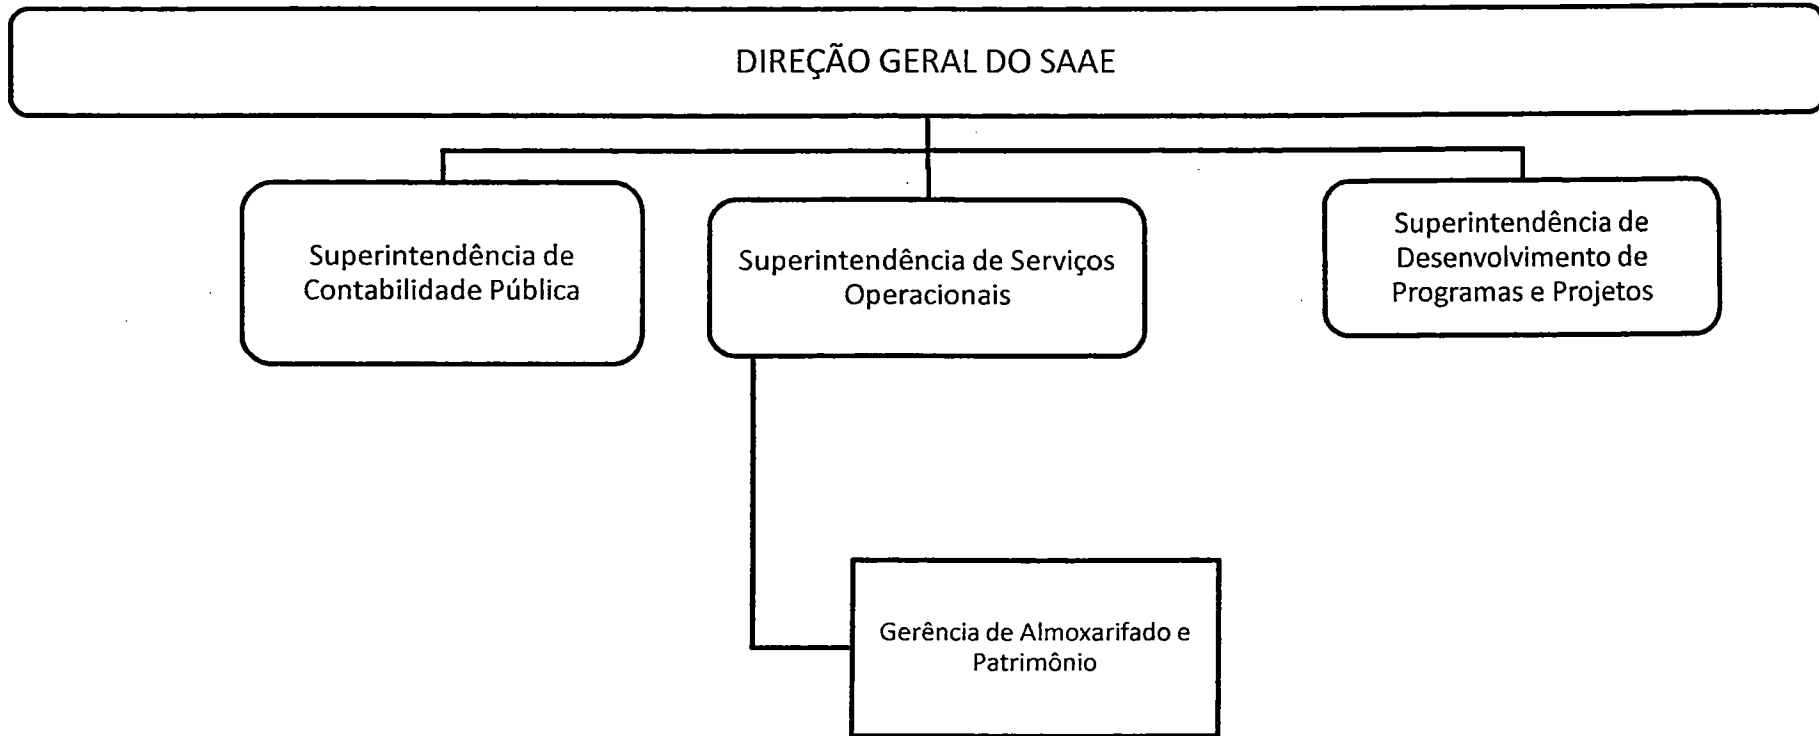 DIREÇÃO GERAL DO SAAE
Superintendência de
Contabilidade Pública
Superintendência de Serviços
Operacionais
Superintendência de
Desenvolvimento de
Programas e Projetos
Gerência de Almoxarifado e
Patrimônio